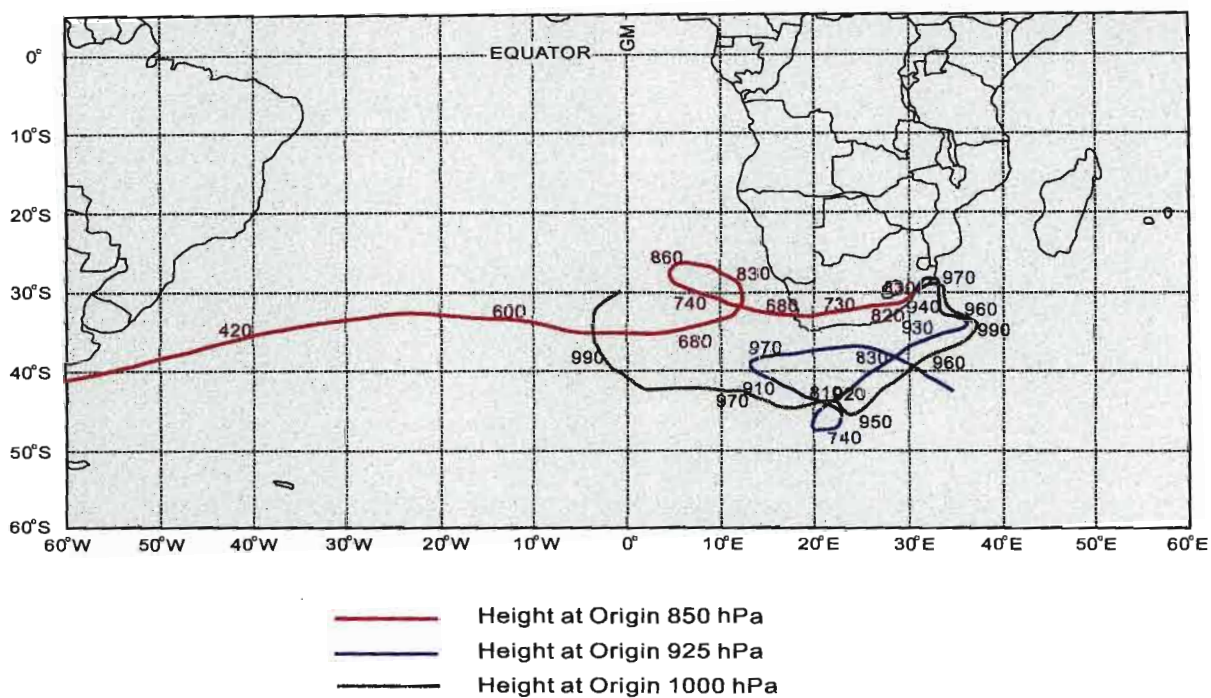 GM
0°
EQUATOR
10°S
20°S
860
830
970
30°S
740
680
730
940
960
600
820
930
990
420
680
990
970
830
960
40°S
910
970
950
740
50°S
60°S
60°W
50°W
40°W
30°W
20°W
10°W
0°
10°E
20°E
30°E
40°E
50°E
60°E
Height at Origin 850 hPa
Height at Origin 925 hPa
Height at Origin 1000 hPa